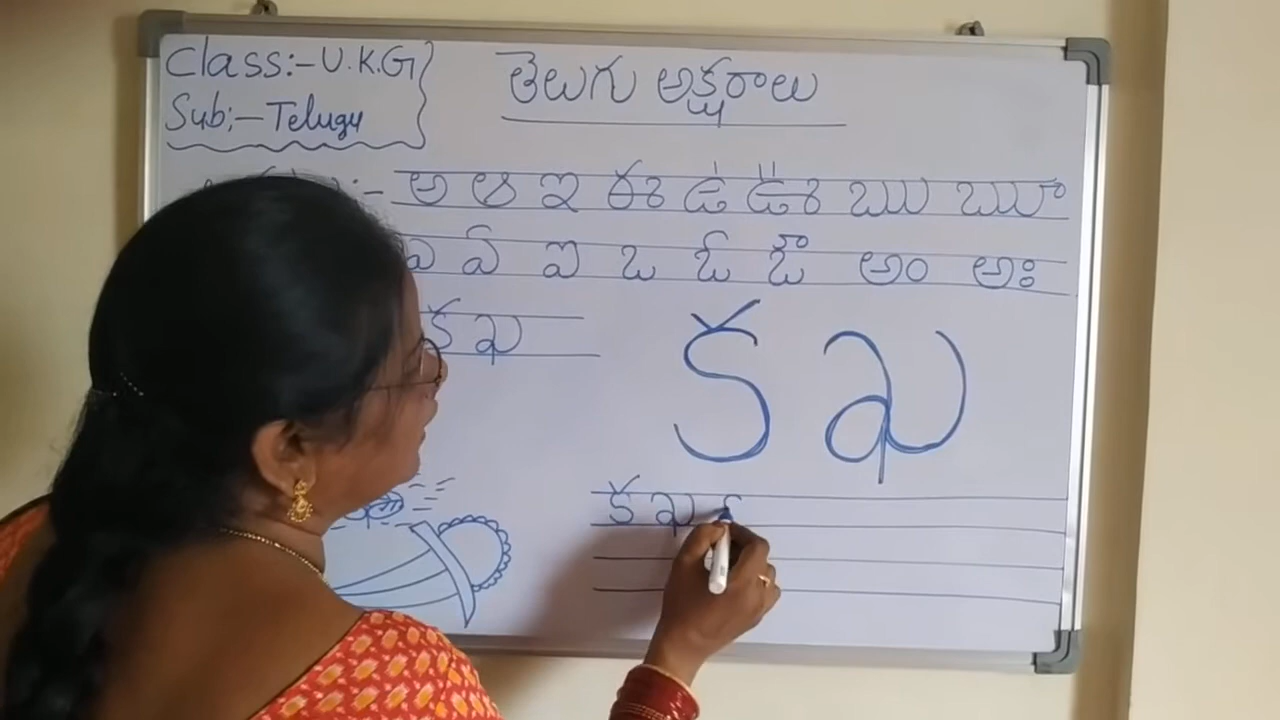 Class:- U.K.G
Sub:- Telugu
తెలుగు అక్షరాలు
:- అ ఆ ఇ ఈ ఉ ఊ ఋ ౠ
ఎ ఏ ఐ ఒ ఓ ఔ అం అః
క ఖ
క ఖ
క ఖ